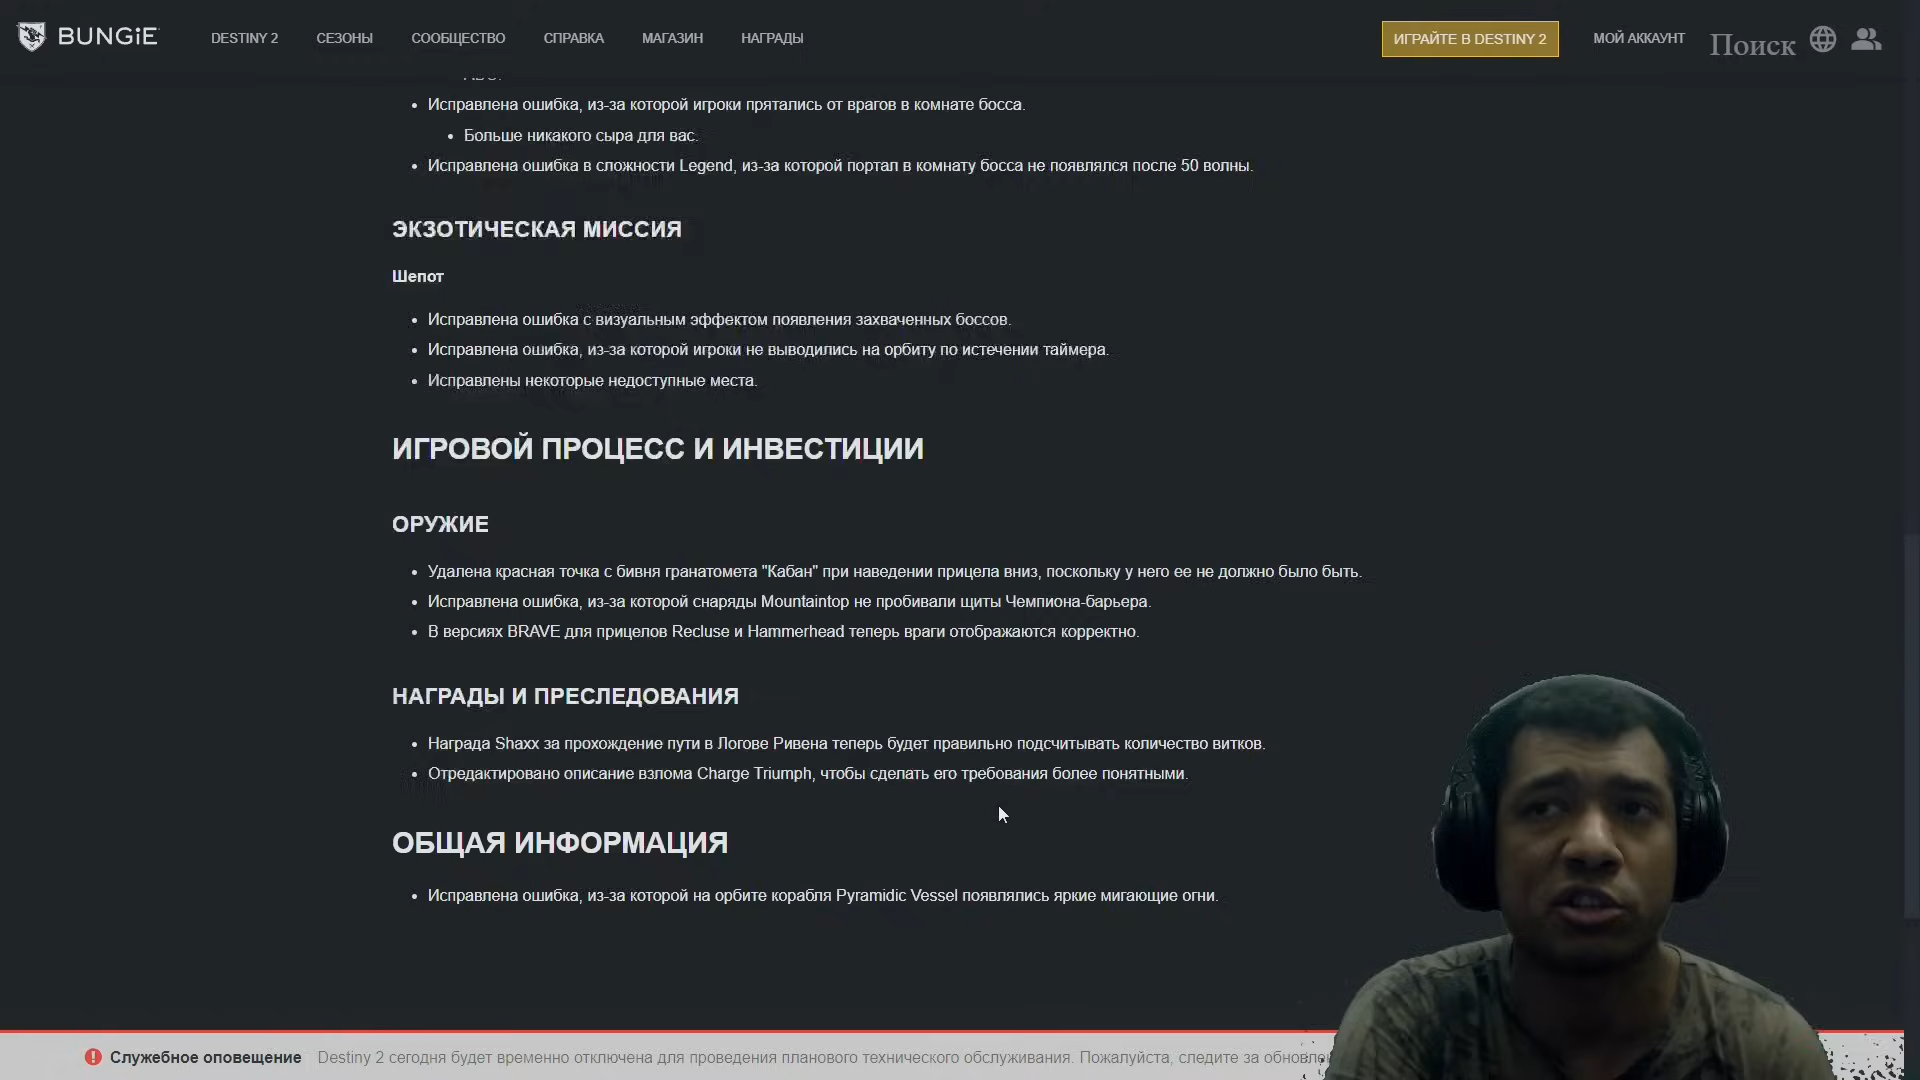 BUNGiE
DESTINY 2 СЕЗОНЫ СООБЩЕСТВО СПРАВКА МАГАЗИН НАГРАДЫ ИГРАЙТЕ В DESTINY 2 МОЙ АККАУНТ Поиск
Исправлена ошибка, из-за которой игроки прятались от врагов в комнате босса.
Больше никакого сыра для вас.
Исправлена ошибка в сложности Legend, из-за которой портал в комнату босса не появлялся после 50 волны.
ЭКЗОТИЧЕСКАЯ МИССИЯ
Шепот
Исправлена ошибка с визуальным эффектом появления захваченных боссов.
Исправлена ошибка, из-за которой игроки не выводились на орбиту по истечении таймера.
Исправлены некоторые недоступные места.
ИГРОВОЙ ПРОЦЕСС И ИНВЕСТИЦИИ
ОРУЖИЕ
Удалена красная точка с бивня гранатомета "Кабан" при наведении прицела вниз, поскольку у него ее не должно было быть.
Исправлена ошибка, из-за которой снаряды Mountaintop не пробивали щиты Чемпиона-барьера.
В версиях BRAVE для прицелов Recluse и Hammerhead теперь враги отображаются корректно.
НАГРАДЫ И ПРЕСЛЕДОВАНИЯ
Награда Shaxx за прохождение пути в Логове Ривена теперь будет правильно подсчитывать количество витков.
Отредактировано описание взлома Charge Triumph, чтобы сделать его требования более понятными.
ОБЩАЯ ИНФОРМАЦИЯ
Исправлена ошибка, из-за которой на орбите корабля Pyramidic Vessel появлялись яркие мигающие огни.
Служебное оповещение Destiny 2 сегодня будет временно отключена для проведения планового технического обслуживания. Пожалуйста, следите за